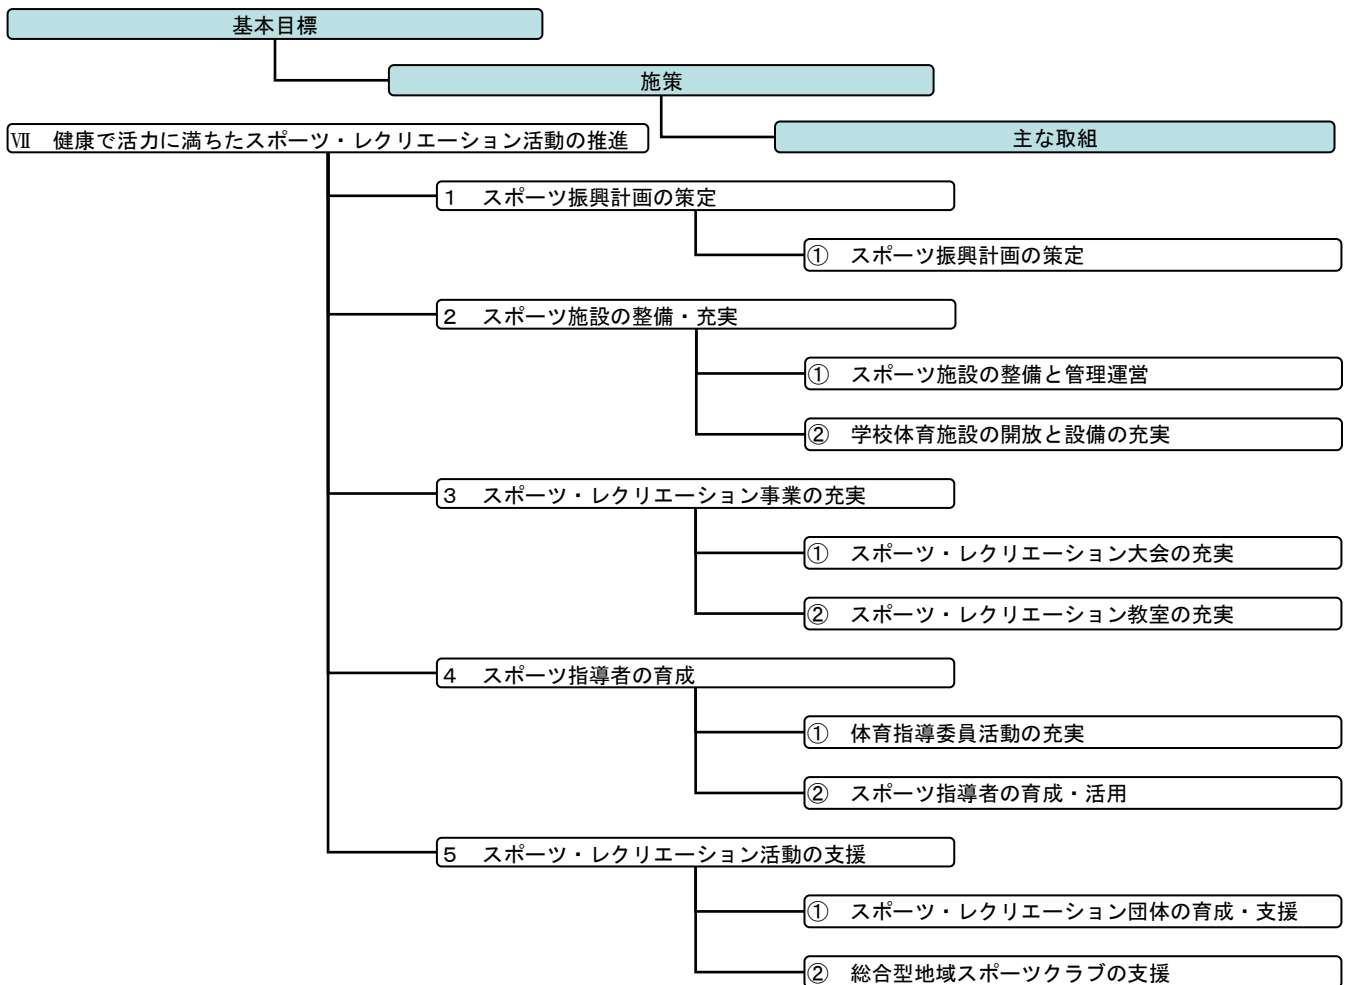 基本目標
施策
Ⅶ 健康で活力に満ちたスポーツ・レクリエーション活動の推進
主な取組
1 スポーツ振興計画の策定
① スポーツ振興計画の策定
2 スポーツ施設の整備・充実
① スポーツ施設の整備と管理運営
② 学校体育施設の開放と設備の充実
3 スポーツ・レクリエーション事業の充実
① スポーツ・レクリエーション大会の充実
② スポーツ・レクリエーション教室の充実
4 スポーツ指導者の育成
① 体育指導委員活動の充実
② スポーツ指導者の育成・活用
5 スポーツ・レクリエーション活動の支援
① スポーツ・レクリエーション団体の育成・支援
② 総合型地域スポーツクラブの支援